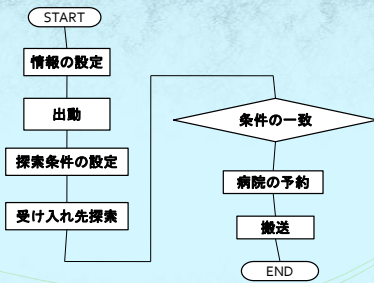 START
情報の設定
出動
探索条件の設定
受け入れ先探索
条件の一致
病院の予約
搬送
END